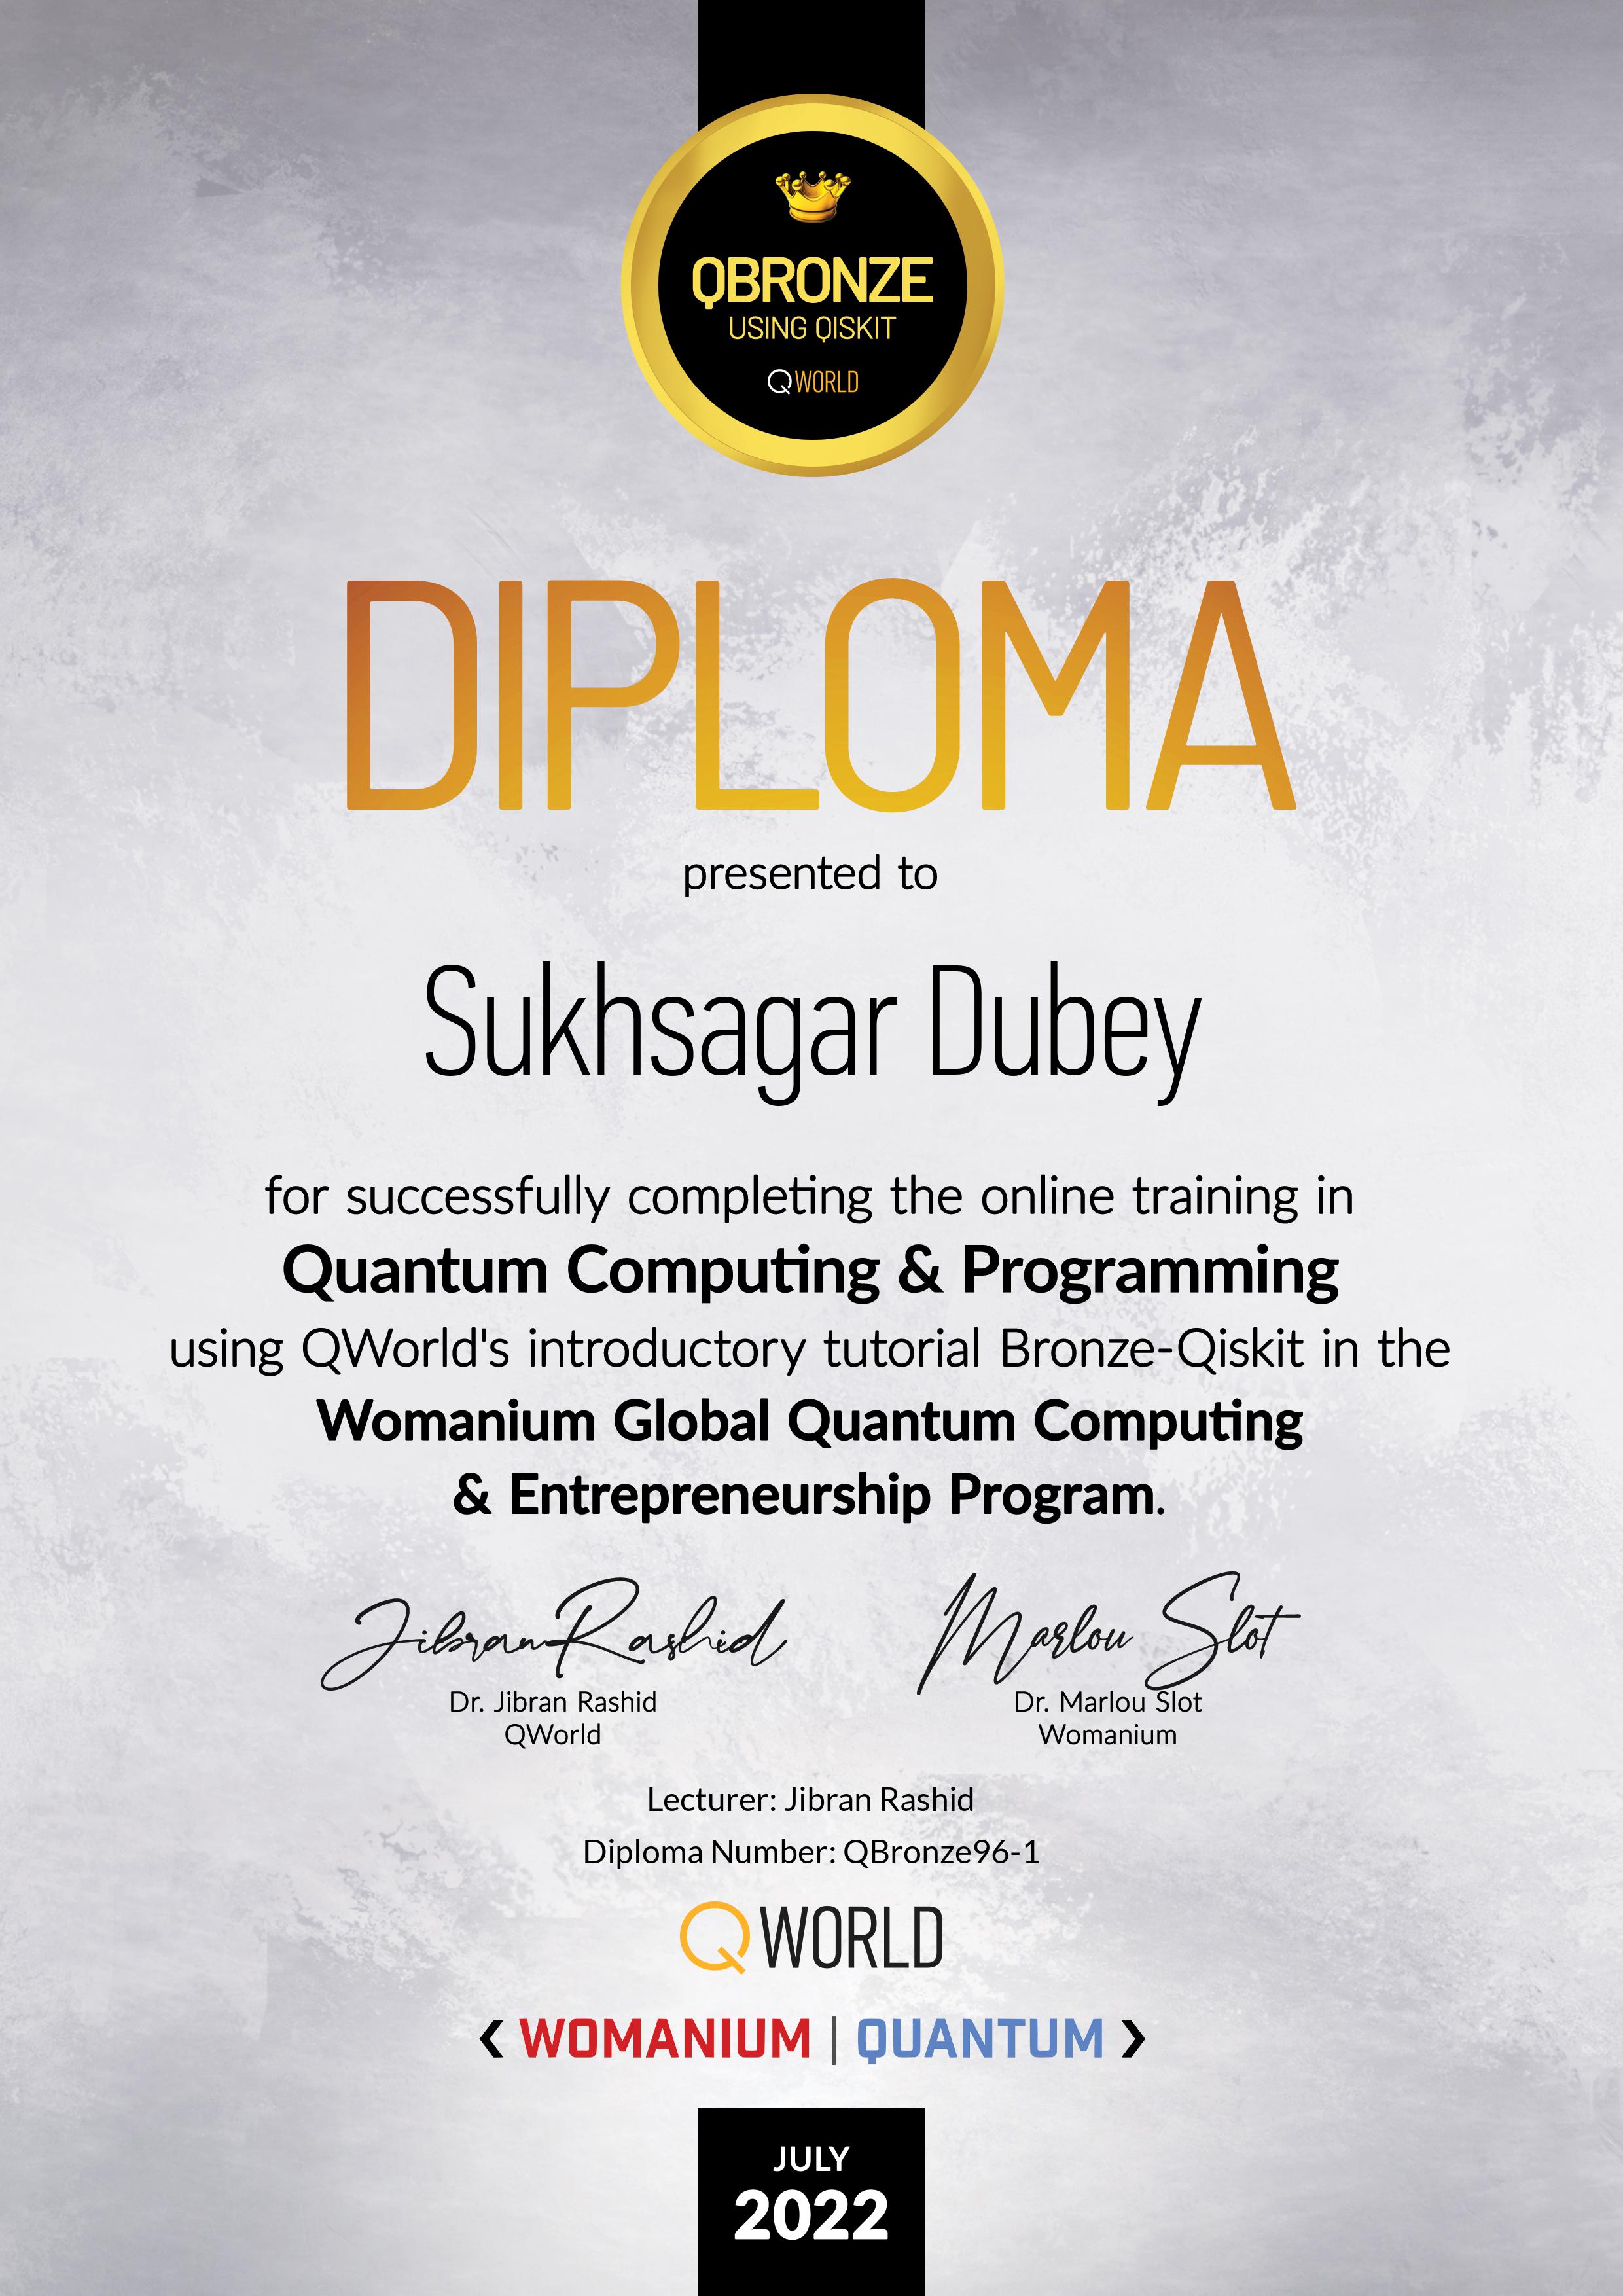 QBRONZE
USING QISKIT
QWORLD
DIPLOMA
presented to
Sukhsagar Dubey
for successfully completing the online training in
Quantum Computing & Programming
using QWorld's introductory tutorial Bronze-Qiskit in the
Womanium Global Quantum Computing
& Entrepreneurship Program.
Jibran Rashid
Marlou Slot
Dr. Jibran Rashid
QWorld
Dr. Marlou Slot
Womanium
Lecturer: Jibran Rashid
Diploma Number: QBronze96-1
QWORLD
‹ WOMANIUM | QUANTUM ›
JULY
2022